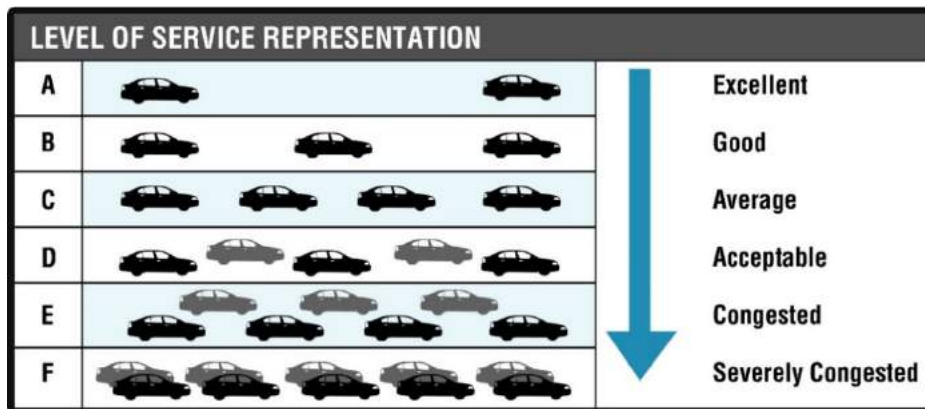 LEVEL OF SERVICE REPRESENTATION
A Excellent
B Good
C Average
D Acceptable
E Congested
F Severely Congested